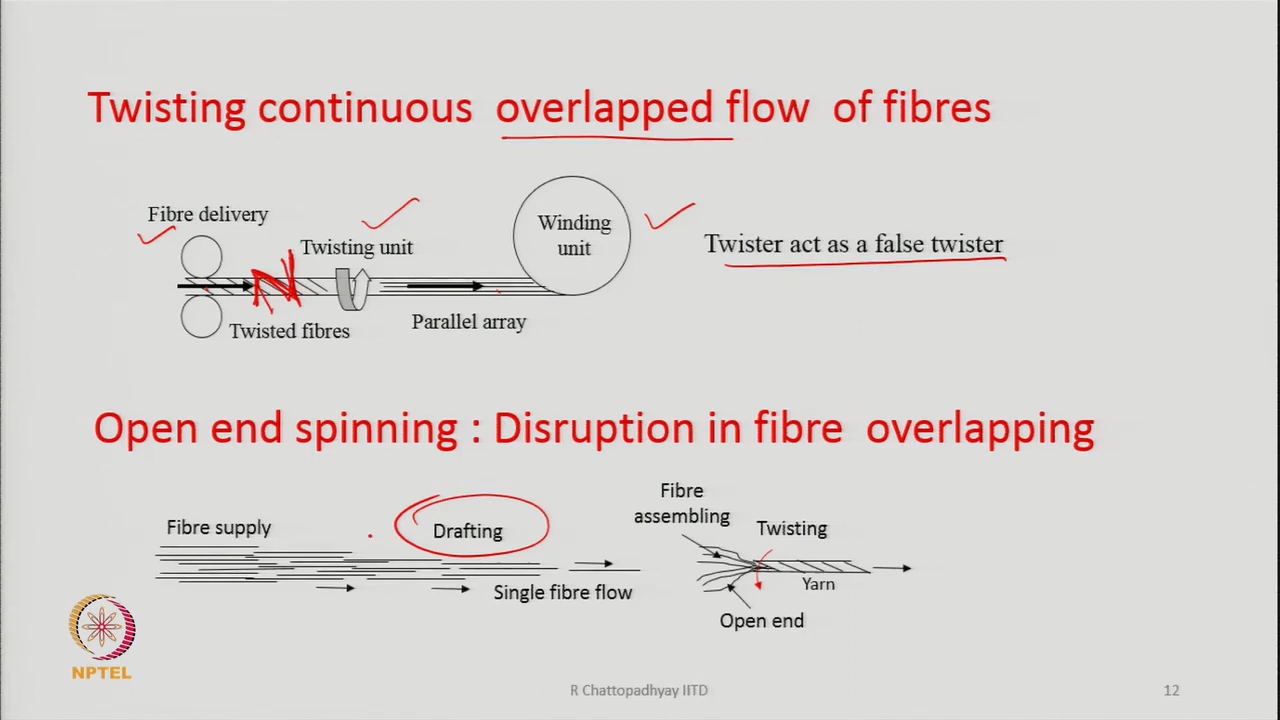 Twisting continuous overlapped flow of fibres
Fibre delivery
Twisting unit
Winding
unit
Twister act as a false twister
Twisted fibres
Parallel array
N
Open end spinning : Disruption in fibre overlapping
Fibre supply
Drafting
Single fibre flow
Fibre
assembling
Twisting
Yarn
Open end
NPTEL
R Chattopadhyay IITD
12